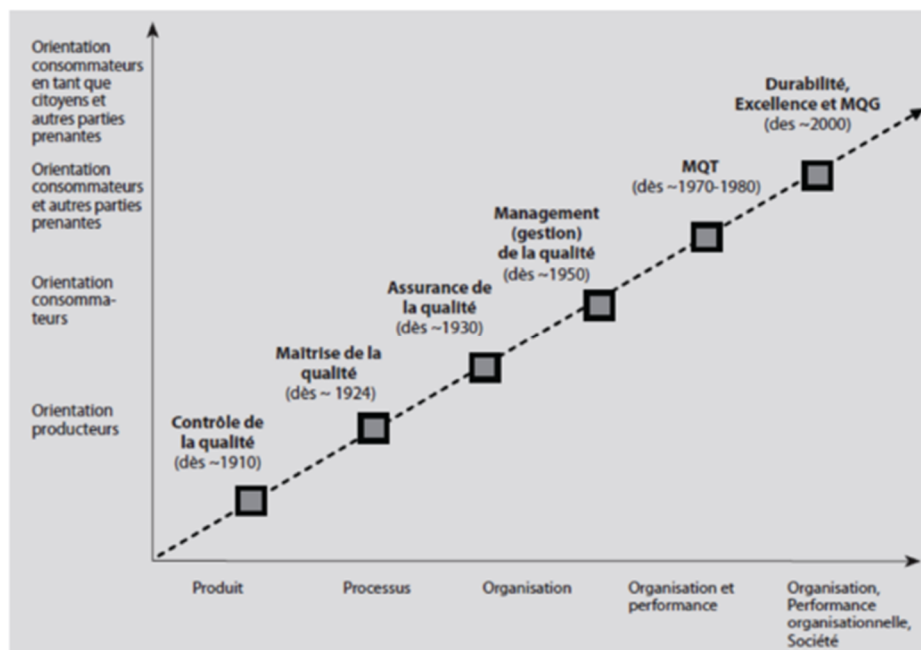 Orientation
consommateurs
en tant que
citoyens et
autres parties
prenantes
Orientation
consommateurs
et autres parties
prenantes
Orientation
consomma-
teurs
Orientation
producteurs
Contrôle de
la qualité
(dès ~1910)
Maîtrise de la
qualité
(dès ~ 1924)
Assurance de
la qualité
(dès ~1930)
Management
(gestion)
de la qualité
(dès ~1950)
MQT
(dès ~1970-1980)
Durabilité,
Excellence et MQG
(des ~2000)
Produit
Processus
Organisation
Organisation et
performance
Organisation,
Performance
organisationnelle,
Société